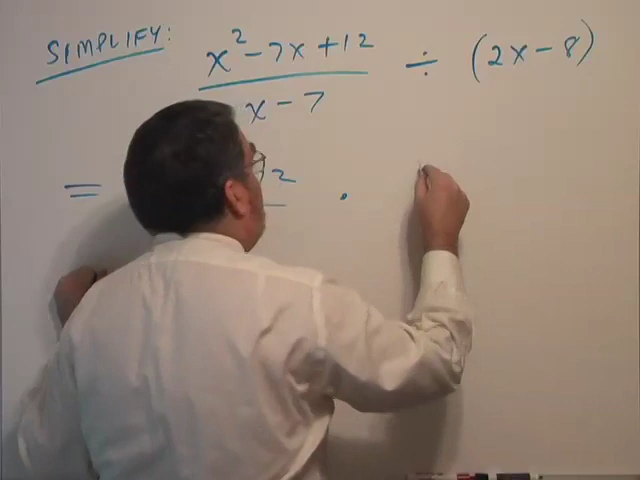 SIMPLIFY: x² - 7x + 12 ÷ (2x - 8)
x - 7
= 2 ·